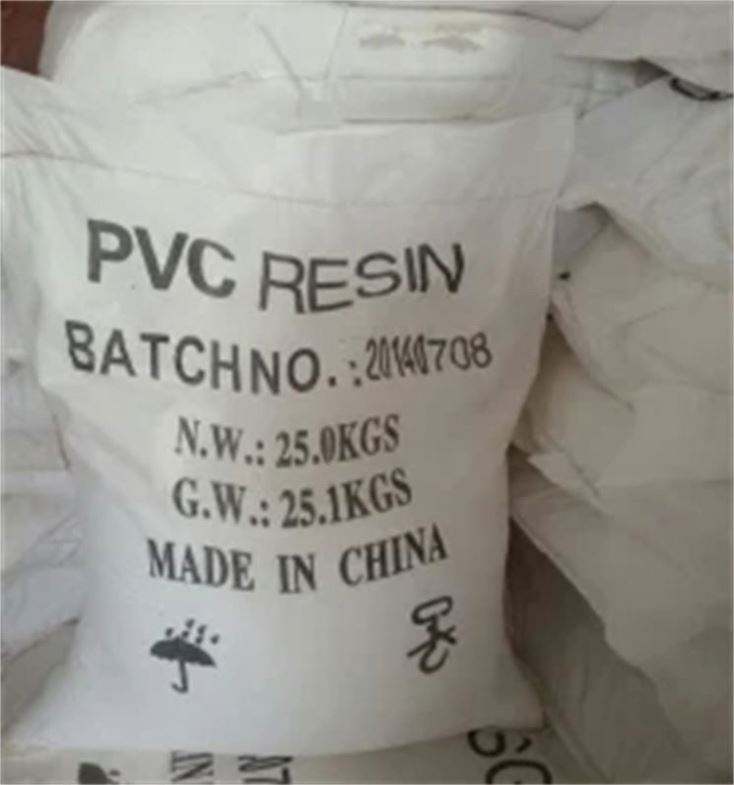 PVC RESIN
BATCHNO.:20140708
N.W.: 25.0KGS
G.W.: 25.1KGS
MADE IN CHINA